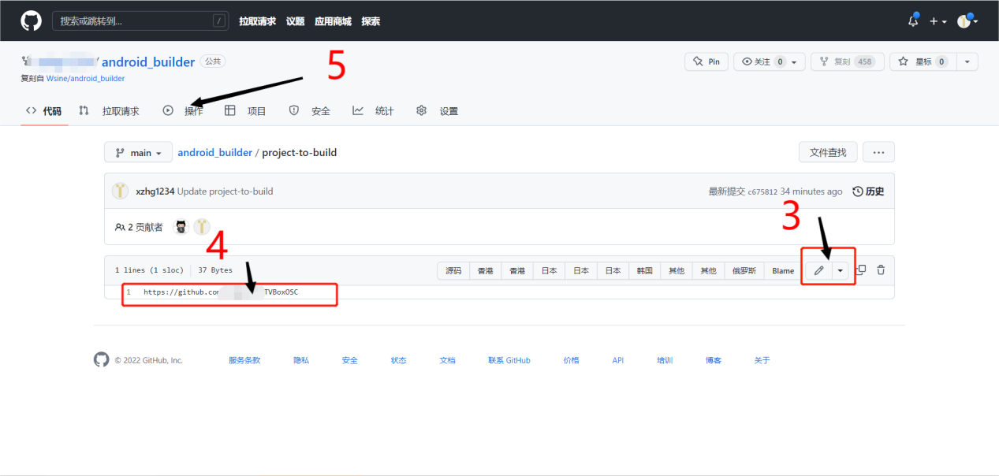 搜索或跳转到... / 拉取请求 议题 应用商城 探索
/ android_builder 公共
Pin 关注 0 复刻 458 星标 0
复刻自 Wsine/android_builder
5
代码 拉取请求 操作 项目 安全 统计 设置
main android_builder / project-to-build 文件查找 ...
xzhg1234 Update project-to-build 最新提交 c675812 34 minutes ago 历史
3
2 贡献者
4
1 lines (1 sloc) 37 Bytes 源码 香港 香港 日本 日本 日本 韩国 其他 其他 俄罗斯 Blame
1 https://github.com TVBoxOSC
© 2022 GitHub, Inc. 服务条款 隐私 安全 状态 文档 联系 GitHub 价格 API 培训 博客 关于